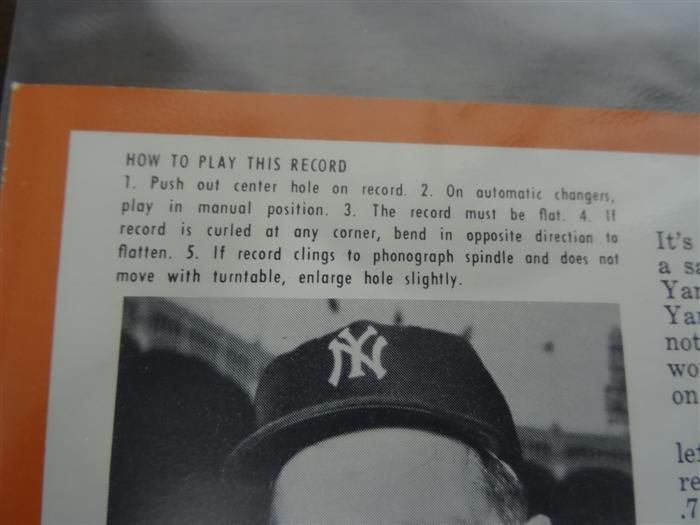 HOW TO PLAY THIS RECORD
1. Push out center hole on record. 2. On automatic changers,
play in manual position. 3. The record must be flat. 4. If
record is curled at any corner, bend in opposite direction to
flatten. 5. If record clings to phonograph spindle and does not
move with turntable, enlarge hole slightly.
NY
It's
a
Yan
not
on
re
.7